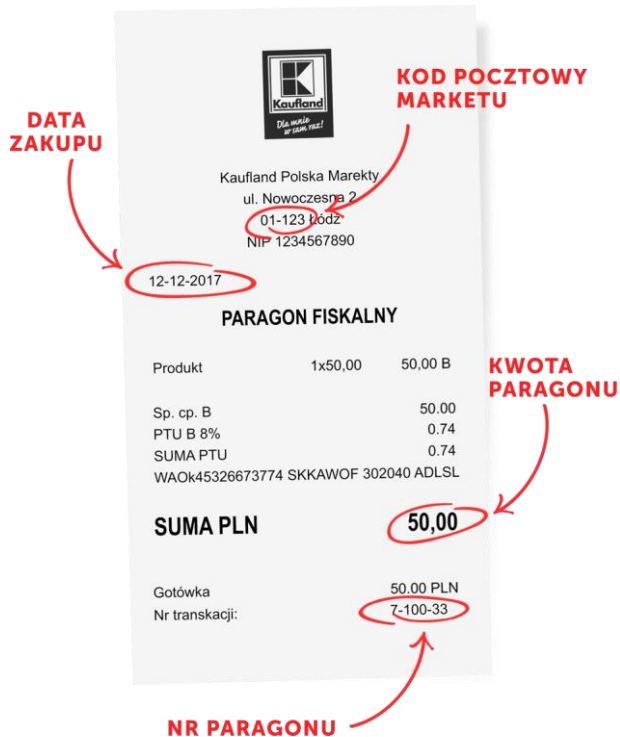 Kaufland
Dla mnie
w sam raz!
KOD POCZTOWY
MARKETU
DATA
ZAKUPU
Kaufland Polska Marekty
ul. Nowoczesna 2
01-123 Łódź
NIP 1234567890
12-12-2017
PARAGON FISKALNY
Produkt 1x50,00 50,00 B
KWOTA
PARAGONU
Sp. cp. B 50.00
PTU B 8% 0.74
SUMA PTU 0.74
WAOk45326673774 SKKAWOF 302040 ADLSL
SUMA PLN 50,00
Gotówka 50.00 PLN
Nr transkacji: 7-100-33
NR PARAGONU